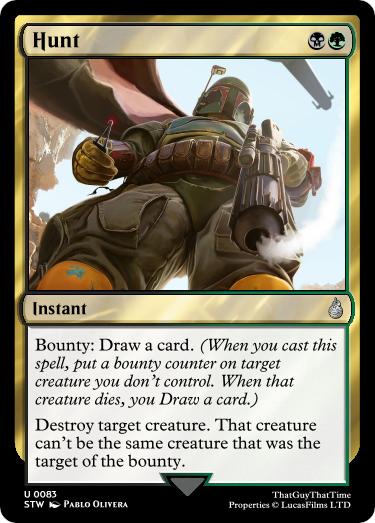 Hunt
Instant
Bounty: Draw a card. (When you cast this
spell, put a bounty counter on target
creature you don't control. When that
creature dies, you Draw a card.)
Destroy target creature. That creature
can't be the same creature that was the
target of the bounty.
U 0083
STW PABLO OLIVERA
ThatGuyThatTime
Properties © LucasFilms LTD